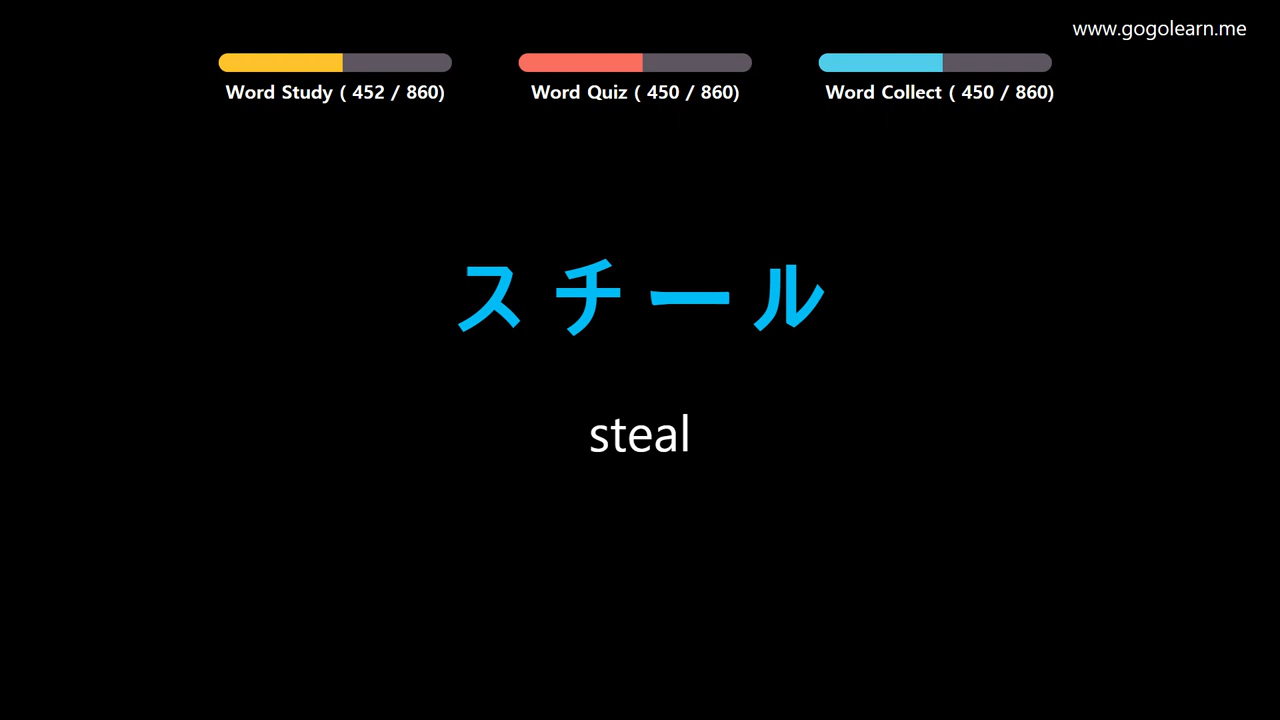 www.gogolearn.me
Word Study ( 452 / 860)
Word Quiz ( 450 / 860)
Word Collect ( 450 / 860)
スチール
steal